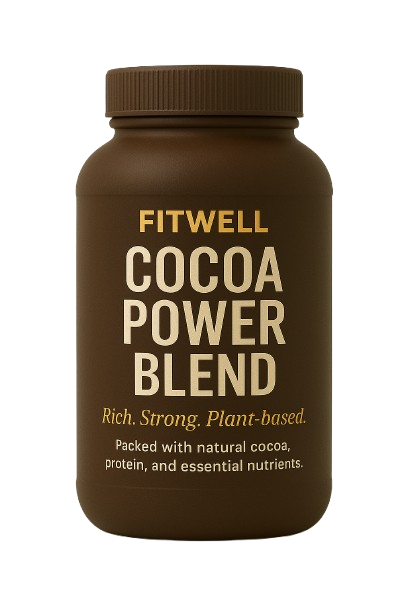 FITWELL
COCOA
POWER
BLEND
Rich. Strong. Plant-based.
Packed with natural cocoa,
protein, and essential nutrients.